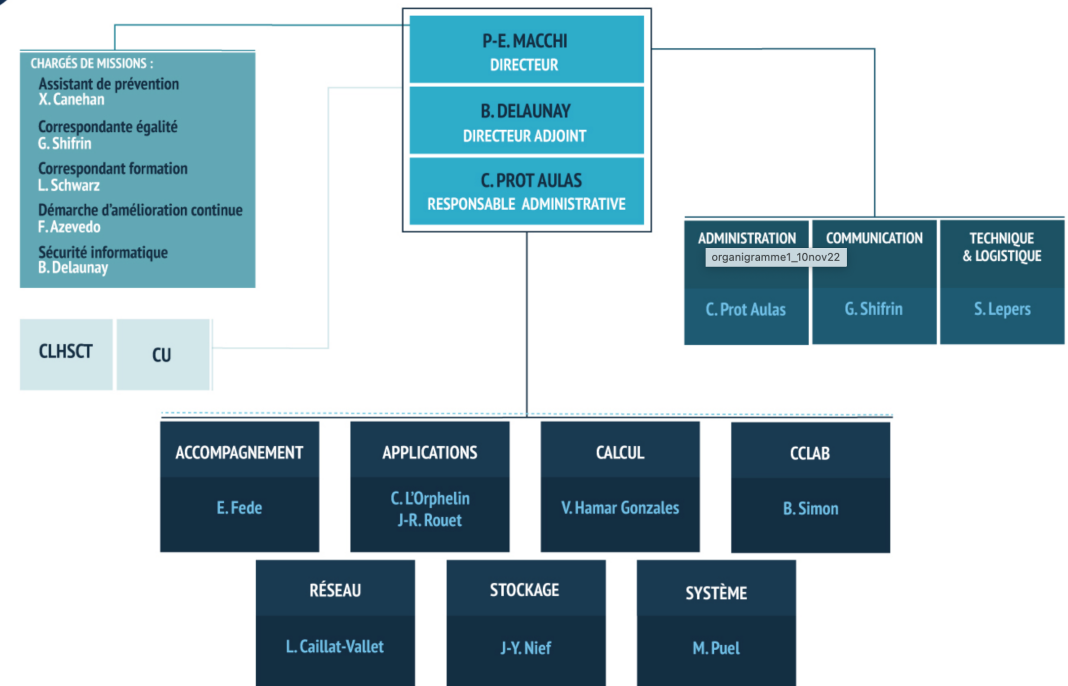 P-E. MACCHI
DIRECTEUR
B. DELAUNAY
DIRECTEUR ADJOINT
C. PROT AULAS
RESPONSABLE ADMINISTRATIVE
CHARGÉS DE MISSIONS :
Assistant de prévention
X. Canehan
Correspondante égalité
G. Shifrin
Correspondant formation
L. Schwarz
Démarche d'amélioration continue
F. Azevedo
Sécurité informatique
B. Delaunay
CLHSCT
CU
ADMINISTRATION
C. Prot Aulas
COMMUNICATION
G. Shifrin
TECHNIQUE
& LOGISTIQUE
S. Lepers
organigramme1_10nov22
ACCOMPAGNEMENT
E. Fede
APPLICATIONS
C. L'Orphelin
J-R. Rouet
CALCUL
V. Hamar Gonzales
CCLAB
B. Simon
RÉSEAU
L. Caillat-Vallet
STOCKAGE
J-Y. Nief
SYSTÈME
M. Puel